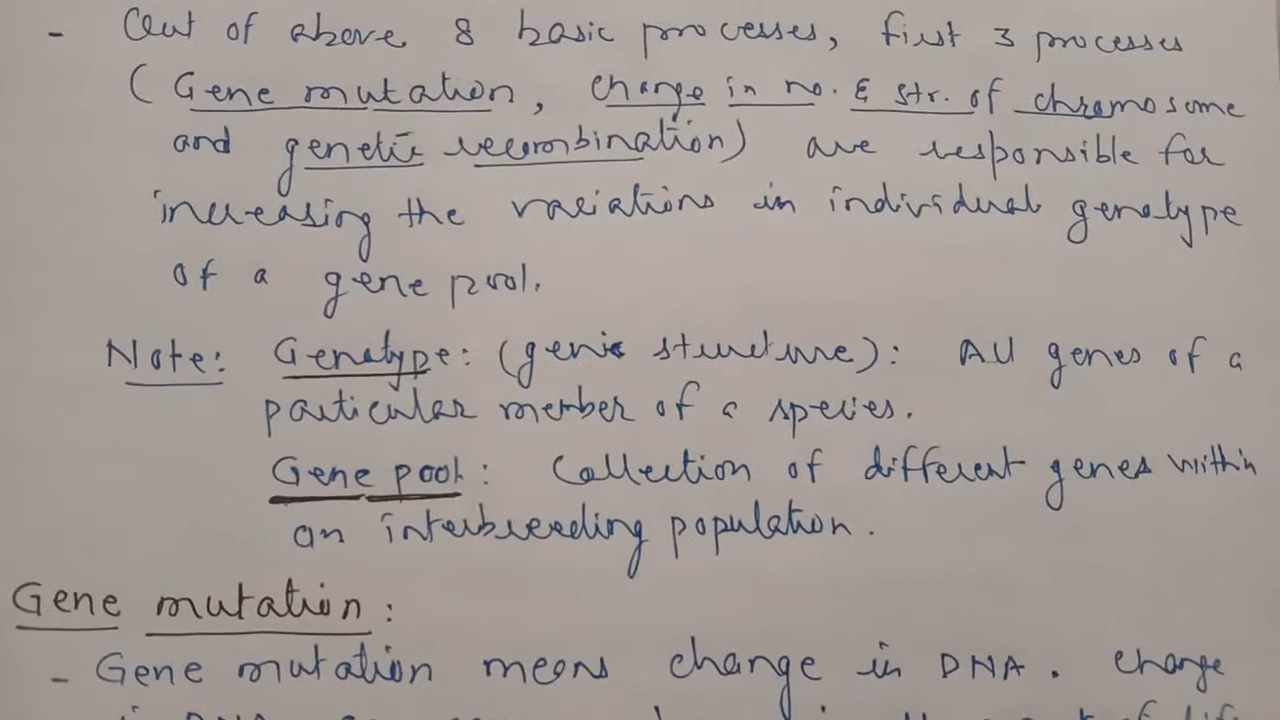 - Out of above 8 basic processes, first 3 processes
(Gene mutation, change in no. & str. of chromosome
and genetic recombination) are responsible for
increasing the variations in individual genotype
of a gene pool.
Note: Genotype: (genic structure): All genes of a
particular member of a species.
Gene pool: Collection of different genes within
an interbreeding population.
Gene mutation:
- Gene mutation means change in DNA. Change
in DNA